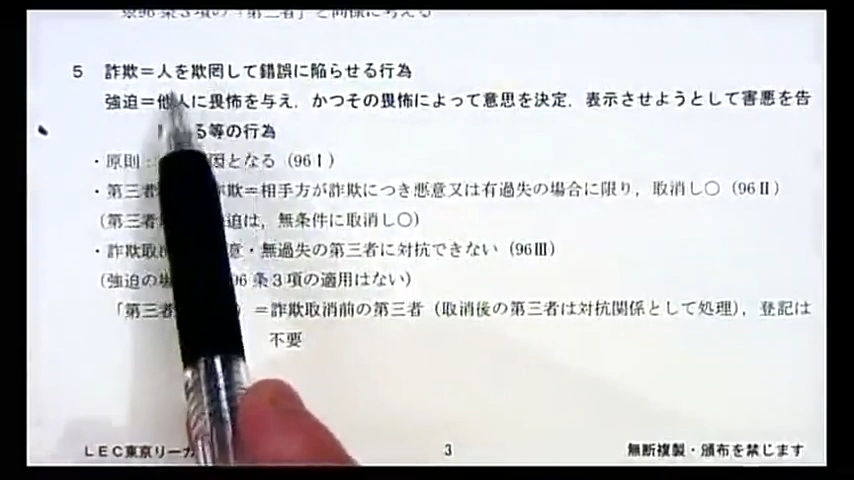 5 詐欺＝人を欺罔して錯誤に陥らせる行為
強迫＝他人に畏怖を与え，かつその畏怖によって意思を決定，表示させようとして害悪を告
る等の行為
・原則： 因となる（96Ⅰ）
・第三者 詐欺＝相手方が詐欺につき悪意又は有過失の場合に限り，取消し〇（96Ⅱ）
（第三者 強迫は，無条件に取消し〇）
・詐欺取 意・無過失の第三者に対抗できない（96Ⅲ）
（強迫の場 96条3項の適用はない）
「第三者 ＝詐欺取消前の第三者（取消後の第三者は対抗関係として処理），登記は
不要
LEC東京リーガ 3 無断複製・頒布を禁じます